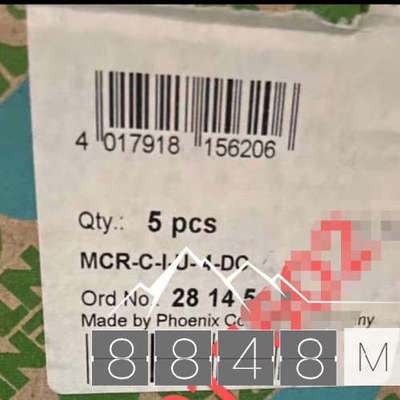 4 017918 156206
Qty.: 5 pcs
MCR-C-I-U-4-DC
Ord No.: 28 14 5
Made by Phoenix Co
8848 M